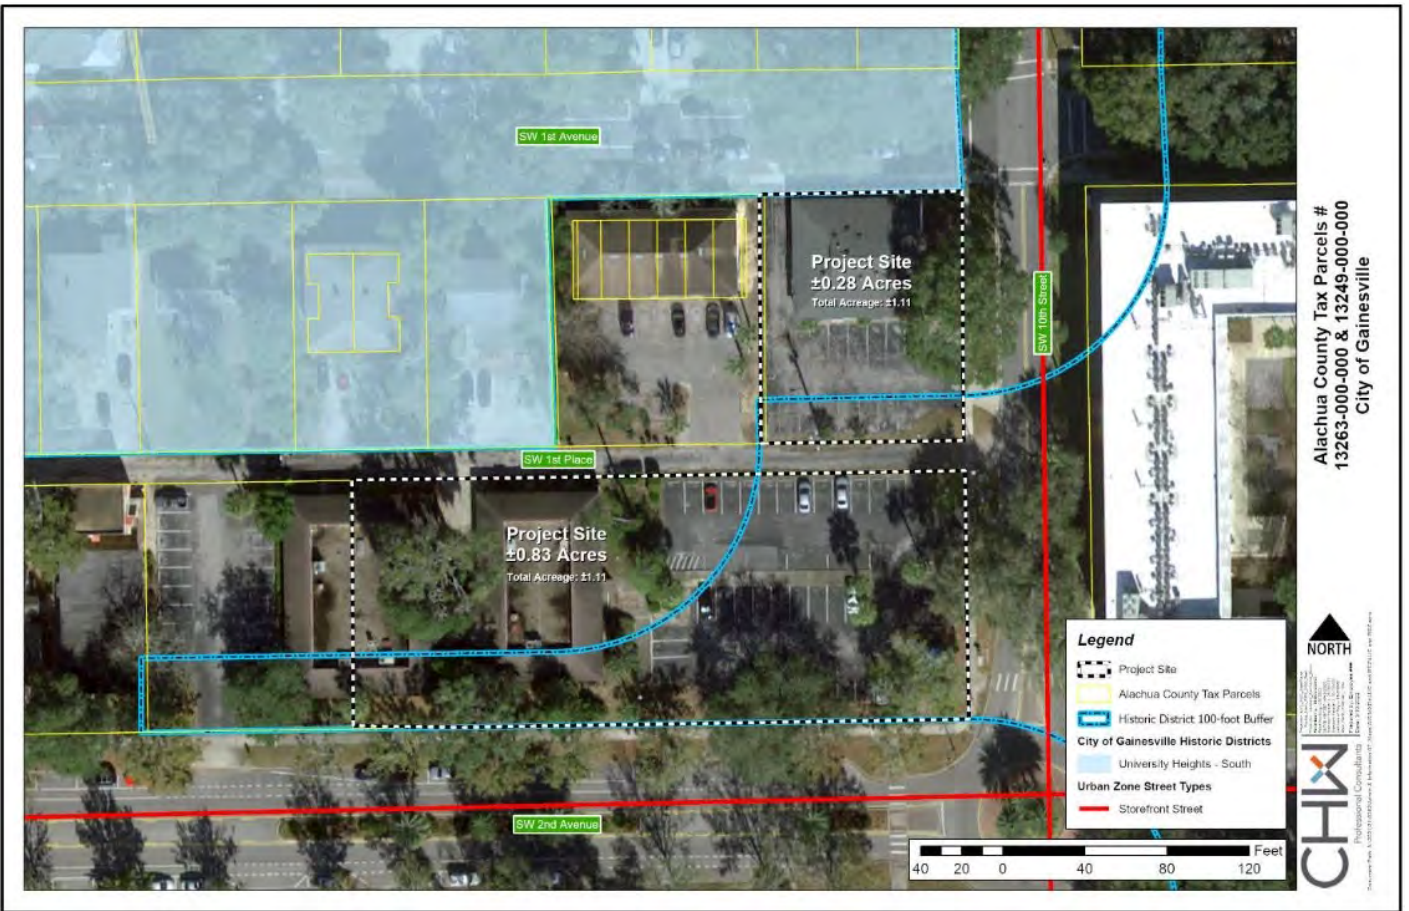 SW 1st Avenue
Project Site
±0.28 Acres
Total Acreage: ±1.11
SW 10th Street
SW 1st Place
Project Site
±0.83 Acres
Total Acreage: ±1.11
SW 2nd Avenue
Legend
Project Site
Alachua County Tax Parcels
Historic District 100-foot Buffer
City of Gainesville Historic Districts
University Heights - South
Urban Zone Street Types
Storefront Street
40 20 0 40 80 120 Feet
Alachua County Tax Parcels #
13263-000-000 & 13249-000-000
City of Gainesville
NORTH
CHW
Professional Consultants